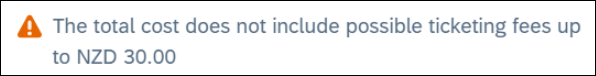 The total cost does not include possible ticketing fees up
to NZD 30.00